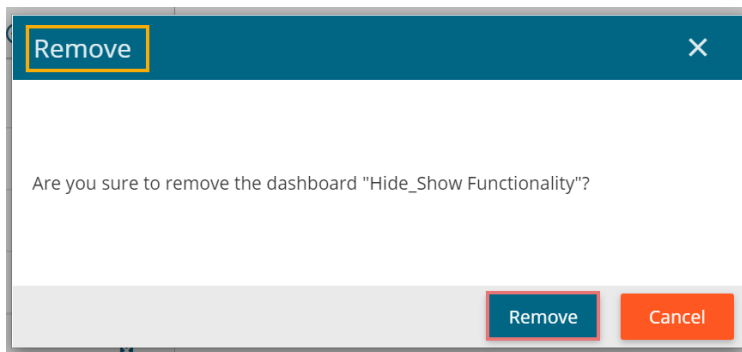 Remove
Are you sure to remove the dashboard "Hide_Show Functionality"?
Remove
Cancel